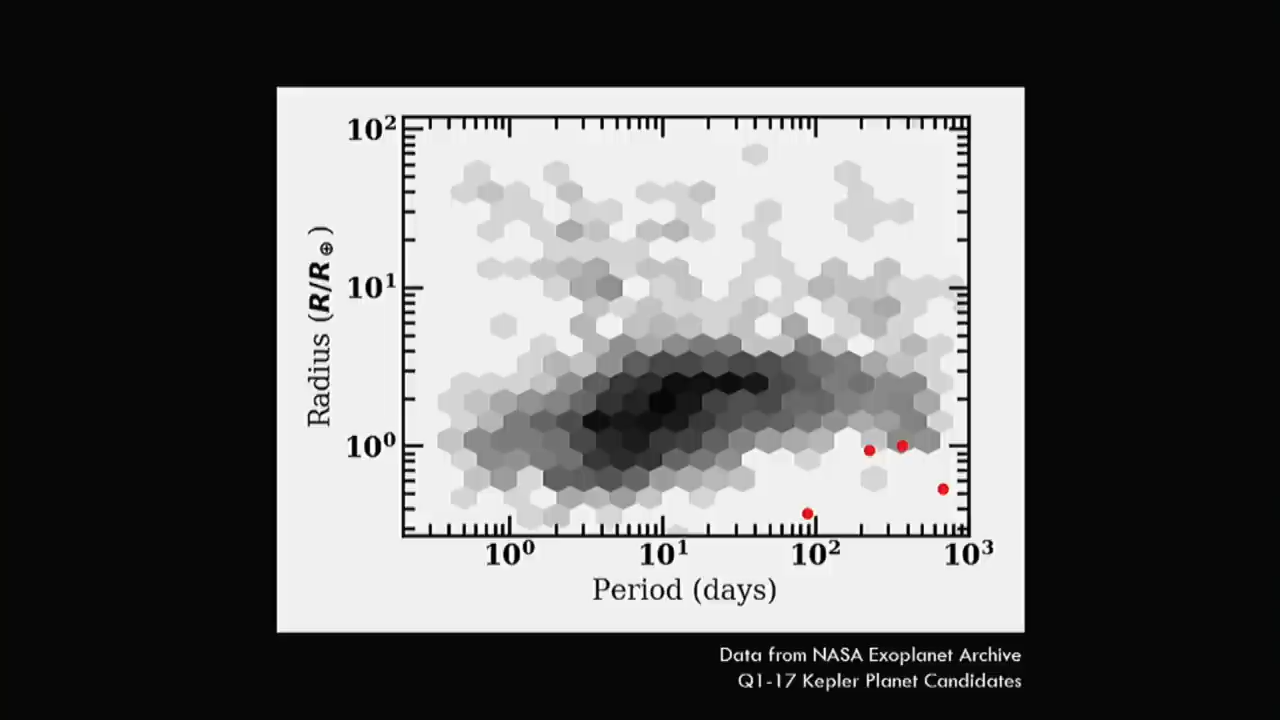 10²
10¹
10⁰
Radius (R/R⊕)
10⁰ 10¹ 10² 10³
Period (days)
Data from NASA Exoplanet Archive
Q1-17 Kepler Planet Candidates